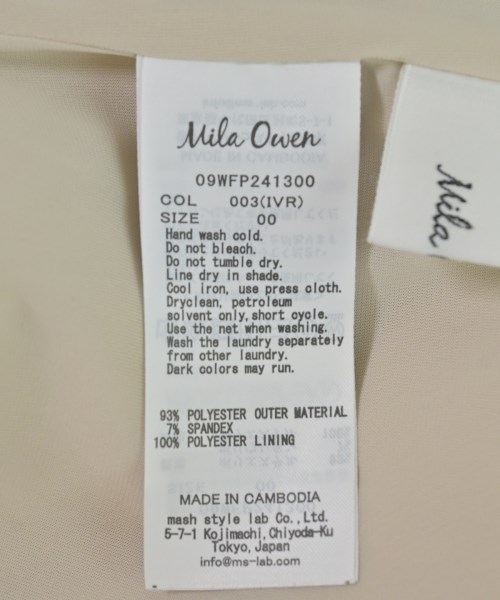 Mila Owen
09WFP241300
COL 003(IVR)
SIZE 00
Hand wash cold.
Do not bleach.
Do not tumble dry.
Line dry in shade.
Cool iron, use press cloth.
Dryclean, petroleum
solvent only,short cycle.
Use the net when washing.
Wash the laundry separately
from other laundry.
Dark colors may run.
93% POLYESTER OUTER MATERIAL
7% SPANDEX
100% POLYESTER LINING
MADE IN CAMBODIA
mash style lab Co.,Ltd.
5-7-1 Kojimachi,Chiyoda-Ku
Tokyo, Japan
info@ms-lab.com
Mila